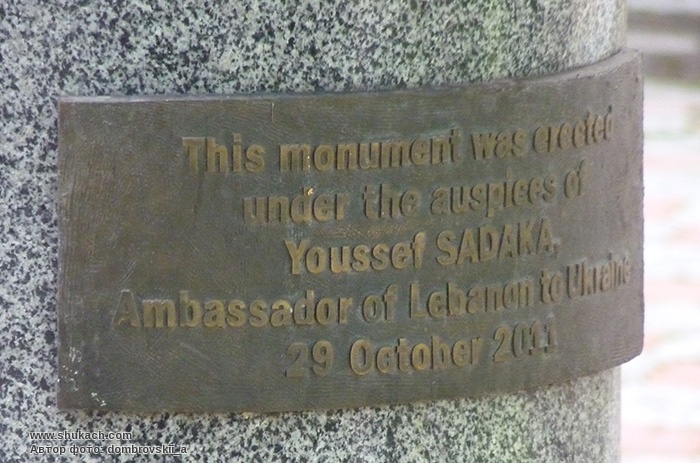 This monument was erected
under the auspiees of
Youssef SADAKA,
Ambassador of Lebanon to Ukraine
29 October 2011
www.shukach.com
Автор фото: dombrovskii_a